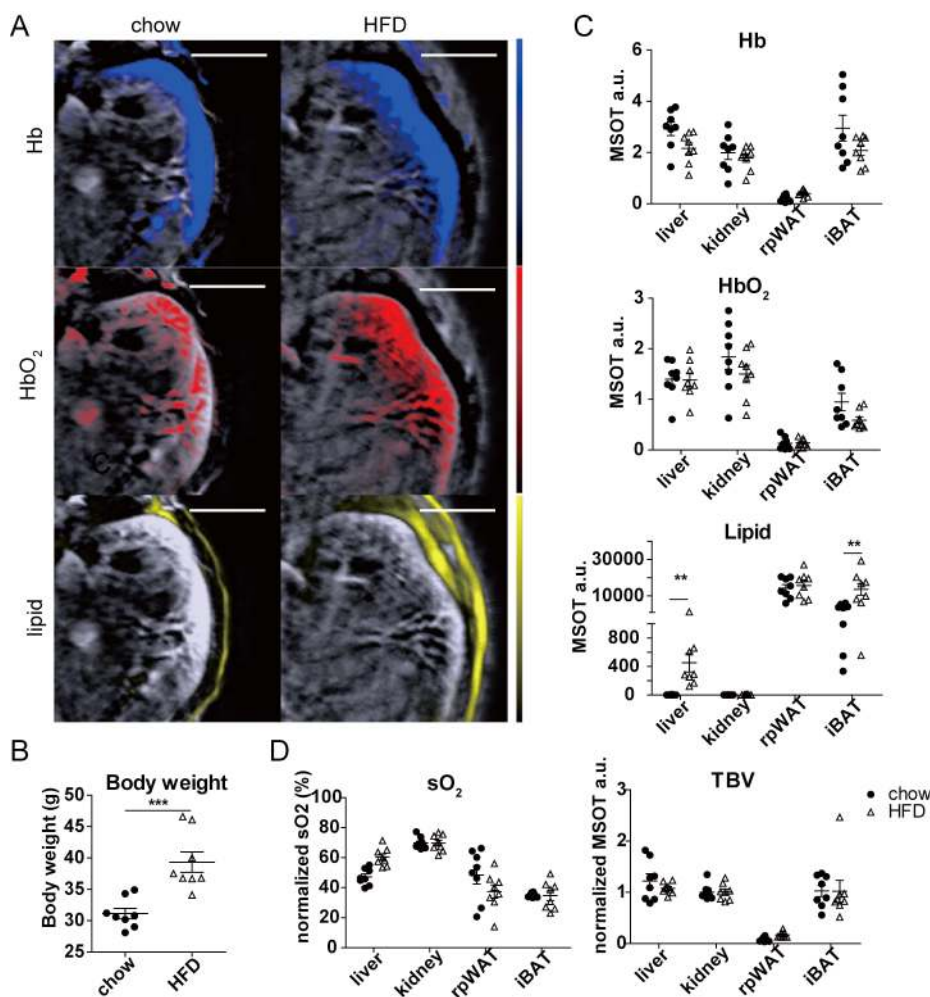 A
chow
HFD
Hb
HbO2
C
lipid
B
Body weight
Body weight (g)
50
45
40
35
30
25
***
chow
HFD
C
Hb
MSOT a.u.
6
4
2
0
liver
kidney
rpWAT
iBAT
HbO2
MSOT a.u.
3
2
1
0
liver
kidney
rpWAT
iBAT
Lipid
MSOT a.u.
30000
10000
800
400
0
**
**
liver
kidney
rpWAT
iBAT
D
sO2
normalized sO2 (%)
100
80
60
40
20
0
liver
kidney
rpWAT
iBAT
TBV
normalized MSOT a.u.
3
2
1
0
liver
kidney
rpWAT
iBAT
chow
HFD